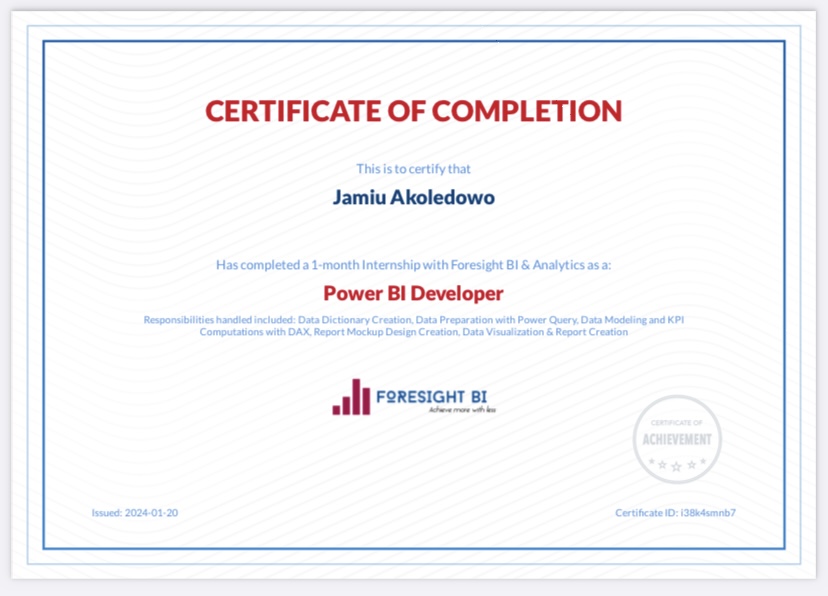 CERTIFICATE OF COMPLETION
This is to certify that
Jamiu Akoledowo
Has completed a 1-month Internship with Foresight BI & Analytics as a:
Power BI Developer
Responsibilities handled included: Data Dictionary Creation, Data Preparation with Power Query, Data Modeling and KPI
Computations with DAX, Report Mockup Design Creation, Data Visualization & Report Creation
FORESIGHT BI
Achieve more with less
CERTIFICATE OF
ACHIEVEMENT
Issued: 2024-01-20
Certificate ID: i38k4smnb7